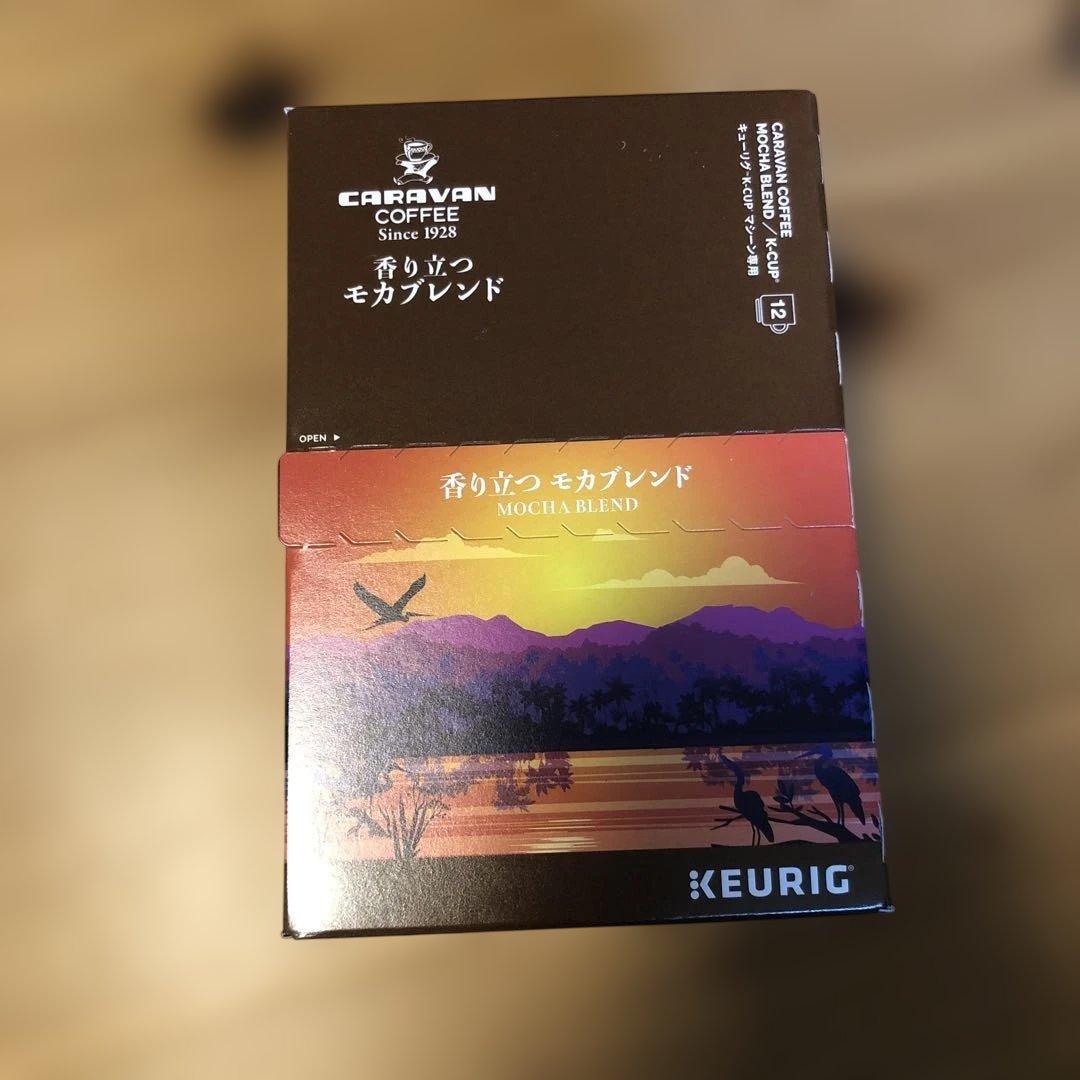 CARAVAN
COFFEE
Since 1928
香り立つ
モカブレンド
CARAVAN COFFEE
MOCHA BLEND / K-CUP®
キューリグ K-CUP マシーン専用
12
OPEN ▶
香り立つ モカブレンド
MOCHA BLEND
KEURIG®